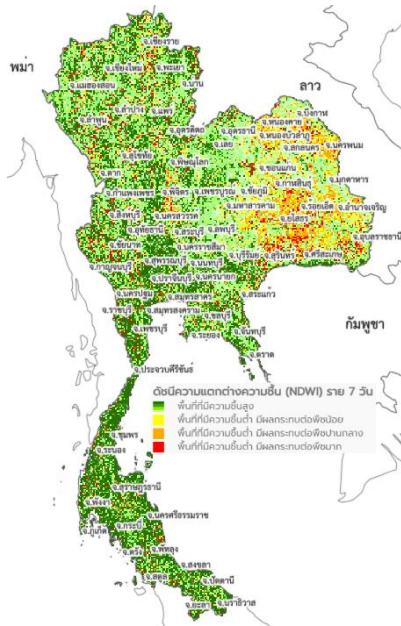 จ.เชียงราย
พม่า
จ.เชียงใหม่
จ.พะเยา
ลาว
จ.แม่ฮ่องสอน
จ.น่าน
จ.บึงกาฬ
จ.ลำปาง
จ.แพร่
จ.หนองคาย
จ.ลำพูน
จ.อุตรดิตถ์
จ.อุดรธานี
จ.หนองบัวลำภู
จ.เลย
จ.สกลนคร
จ.นครพนม
จ.สุโขทัย
จ.พิษณุโลก
จ.ขอนแก่น
จ.ตาก
จ.มุกดาหาร
จ.กำแพงเพชร
จ.พิจิตร
จ.เพชรบูรณ์
จ.ชัยภูมิ
จ.กาฬสินธุ์
จ.มหาสารคาม
จ.ร้อยเอ็ด
จ.อำนาจเจริญ
จ.สิงห์บุรี
จ.นครสวรรค์
จ.ยโสธร
จ.อุทัยธานี
จ.สระบุรี
จ.ลพบุรี
จ.อุบลราชธานี
จ.ชัยนาท
จ.นครราชสีมา
จ.บุรีรัมย์
จ.สุรินทร์
จ.ศรีสะเกษ
จ.สุพรรณบุรี
จ.นนทบุรี
จ.กาญจนบุรี
จ.ปราจีนบุรี
จ.นครนายก
จ.นครปฐม
จ.สมุทรสาคร
จ.สระแก้ว
จ.ราชบุรี
จ.สมุทรสงคราม
จ.ชลบุรี
กัมพูชา
จ.เพชรบุรี
จ.ระยอง
จ.จันทบุรี
จ.ตราด
จ.ประจวบคีรีขันธ์
ดัชนีความแตกต่างความชื้น (NDWI) ราย 7 วัน
พื้นที่ที่มีความชื้นสูง
พื้นที่ที่มีความชื้นต่ำ มีผลกระทบต่อพืชน้อย
พื้นที่ที่มีความชื้นต่ำ มีผลกระทบต่อพืชปานกลาง
พื้นที่ที่มีความชื้นต่ำ มีผลกระทบต่อพืชมาก
จ.ชุมพร
จ.ระนอง
จ.สุราษฎร์ธานี
จ.พังงา
จ.นครศรีธรรมราช
จ.ภูเก็ต
จ.กระบี่
จ.ตรัง
จ.พัทลุง
จ.สงขลา
จ.สตูล
จ.ปัตตานี
จ.ยะลา
จ.นราธิวาส